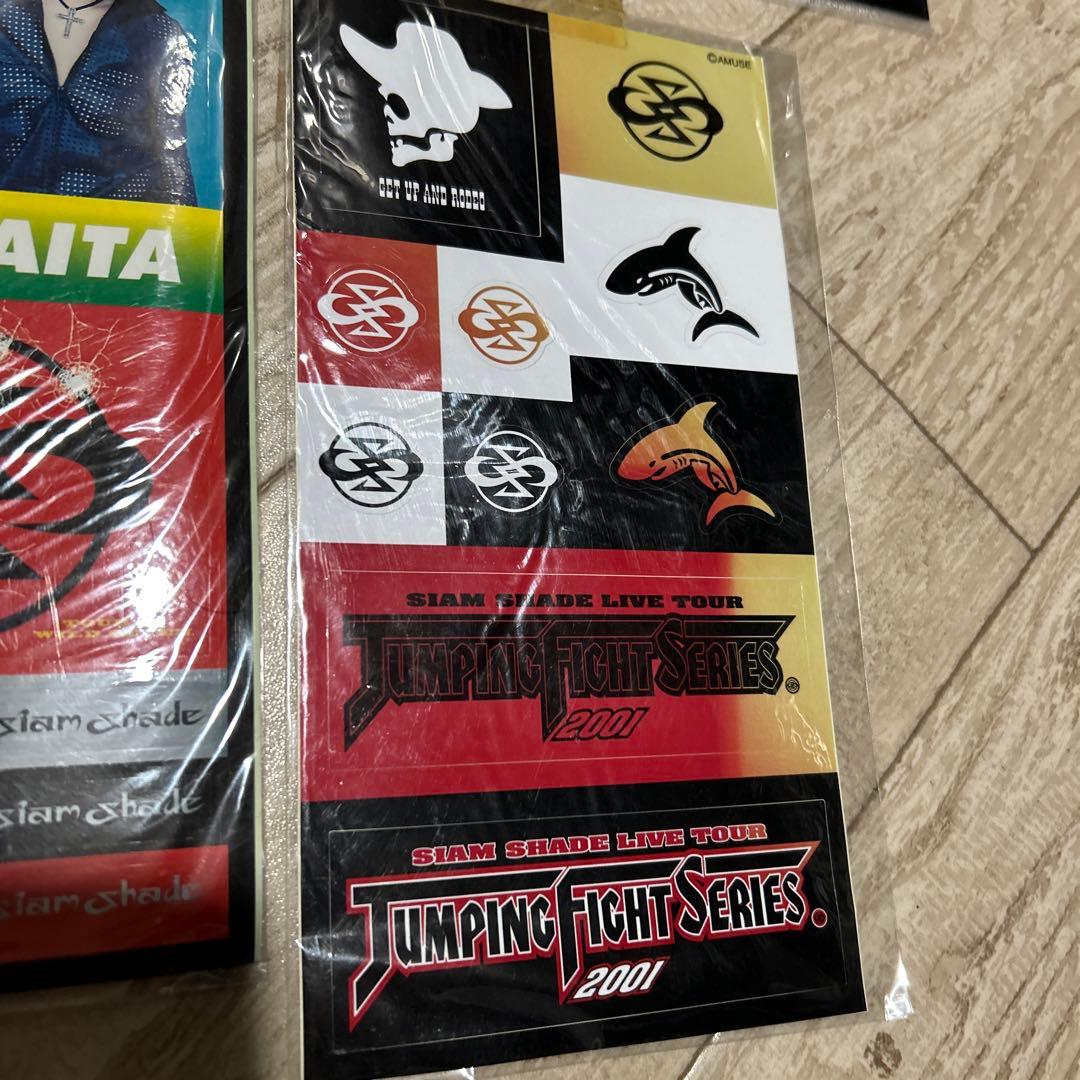 AITA
siam shade
siam shade
siam shade
©AMUSE
GET UP AND RODEO
SIAM SHADE LIVE TOUR
JUMPING FIGHT SERIES
2001
SIAM SHADE LIVE TOUR
JUMPING FIGHT SERIES
2001